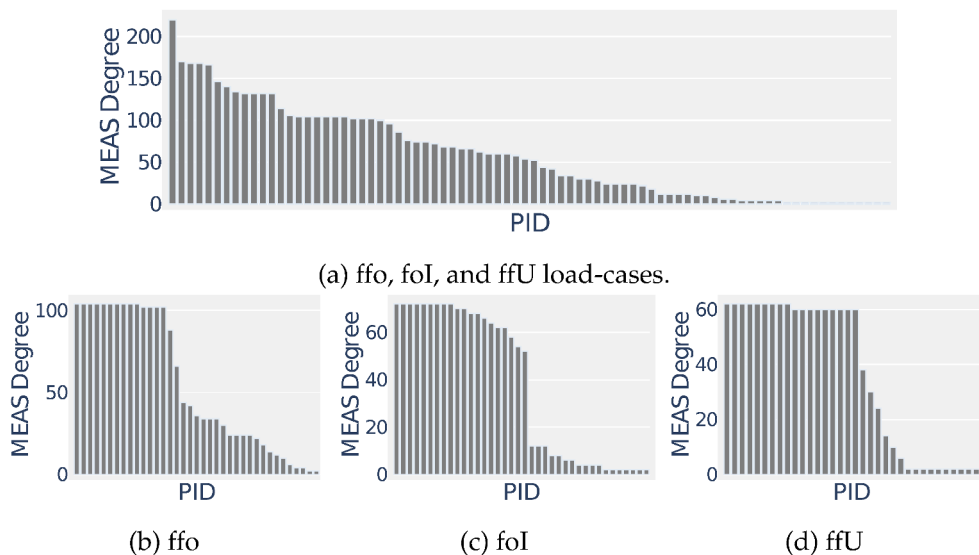 200
150
100
50
0
MEAS Degree
PID
(a) ffo, foI, and ffU load-cases.
100
50
0
MEAS Degree
PID
60
40
20
0
MEAS Degree
PID
60
40
20
0
MEAS Degree
PID
(b) ffo
(c) foI
(d) ffU